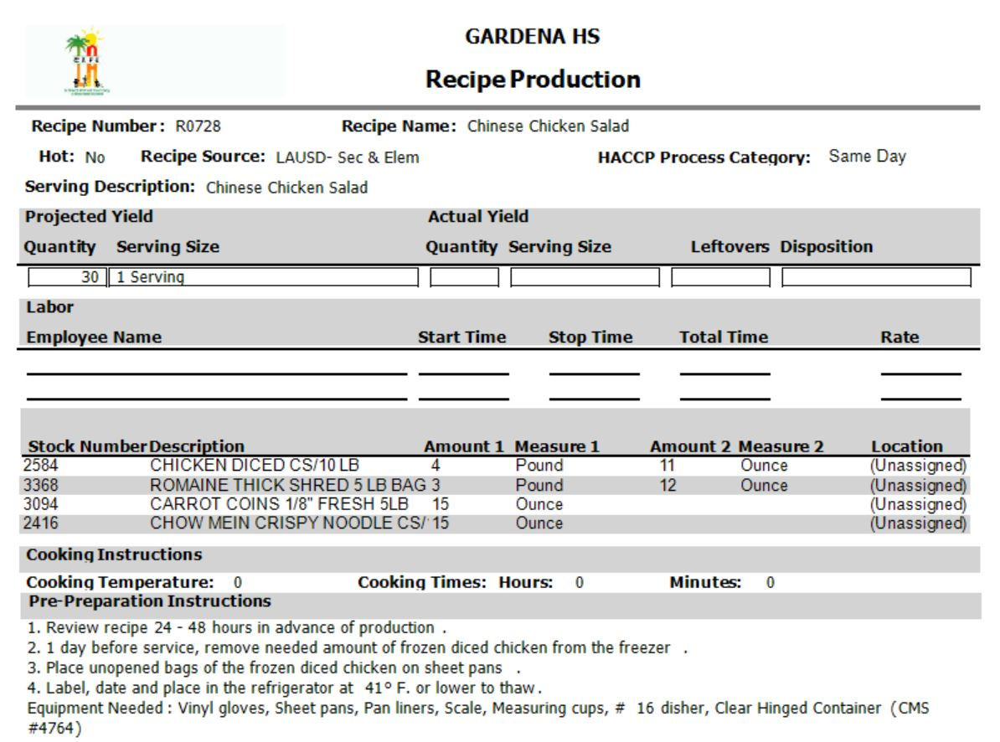 CAFE
GARDENA HS
Recipe Production
Recipe Number: R0728 Recipe Name: Chinese Chicken Salad
Hot: No Recipe Source: LAUSD- Sec & Elem HACCP Process Category: Same Day
Serving Description: Chinese Chicken Salad
Projected Yield Actual Yield
Quantity Serving Size Quantity Serving Size Leftovers Disposition
30 1 Serving
Labor
Employee Name Start Time Stop Time Total Time Rate
Stock Number Description Amount 1 Measure 1 Amount 2 Measure 2 Location
2584 CHICKEN DICED CS/10 LB 4 Pound 11 Ounce (Unassigned)
3368 ROMAINE THICK SHRED 5 LB BAG 3 Pound 12 Ounce (Unassigned)
3094 CARROT COINS 1/8" FRESH 5LB 15 Ounce (Unassigned)
2416 CHOW MEIN CRISPY NOODLE CS/ 15 Ounce (Unassigned)
Cooking Instructions
Cooking Temperature: 0 Cooking Times: Hours: 0 Minutes: 0
Pre-Preparation Instructions
1. Review recipe 24 - 48 hours in advance of production .
2. 1 day before service, remove needed amount of frozen diced chicken from the freezer .
3. Place unopened bags of the frozen diced chicken on sheet pans .
4. Label, date and place in the refrigerator at 41° F. or lower to thaw.
Equipment Needed : Vinyl gloves, Sheet pans, Pan liners, Scale, Measuring cups, # 16 disher, Clear Hinged Container (CMS
#4764)